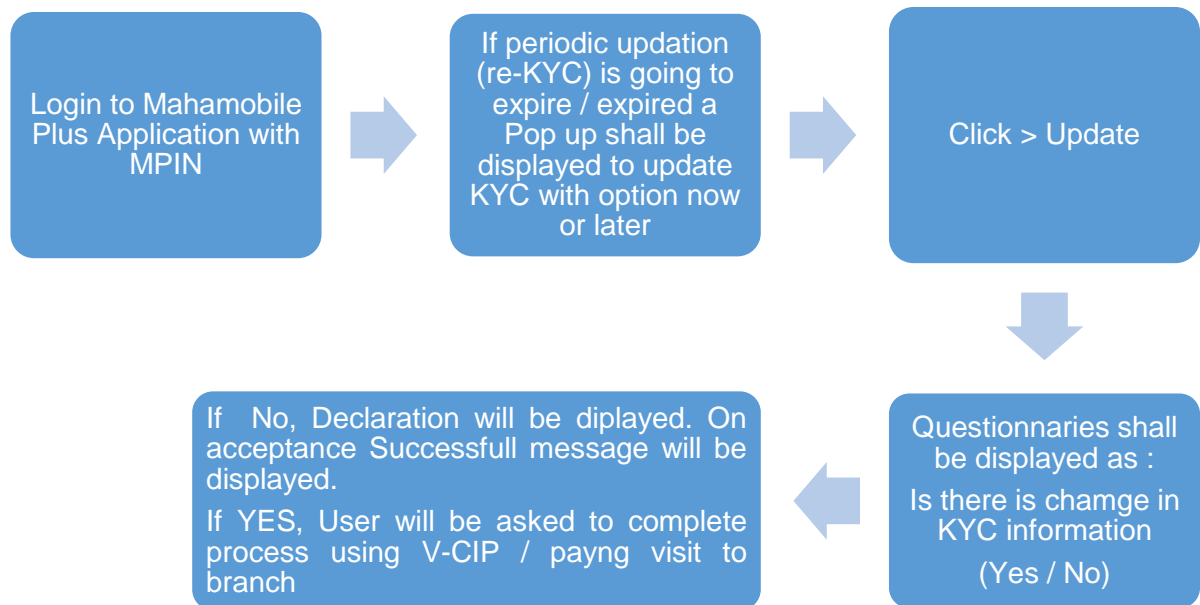 Login to Mahamobile
Plus Application with
MPIN
If periodic updation
(re-KYC) is going to
expire / expired a
Pop up shall be
displayed to update
KYC with option now
or later
Click > Update
Questionnaries shall
be displayed as :
Is there is chamge in
KYC information
(Yes / No)
If No, Declaration will be diplayed. On
acceptance Successfull message will be
displayed.
If YES, User will be asked to complete
process using V-CIP / payng visit to
branch